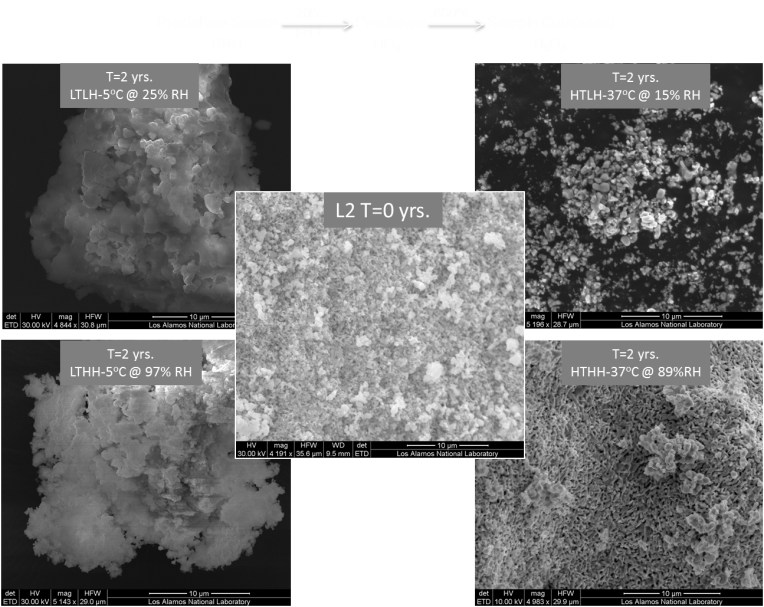 T=2 yrs.
LTLH-5°C @ 25% RH
T=2 yrs.
HTLH-37°C @ 15% RH
L2 T=0 yrs.
det HV mag HFW 10 µm
ETD 30.00 kV 4 844 x 30.8 µm Los Alamos National
mag HFW 10 µm
5 196 x 28.7 µm Los Alamos National Laboratory
T=2 yrs.
LTHH-5°C @ 97% RH
T=2 yrs.
HTHH-37°C @ 89%RH
HV mag HFW WD det 10 µm
30.00 kV 4 191 x 35.6 µm 9.5 mm ETD Los Alamos National Laboratory
det HV mag HFW 10 µm
ETD 30.00 kV 5 143 x 29.0 µm Los Alamos National Laboratory
det HV mag HFW 10 µm
ETD 10.00 kV 4 983 x 29.9 µm Los Alamos National Laboratory